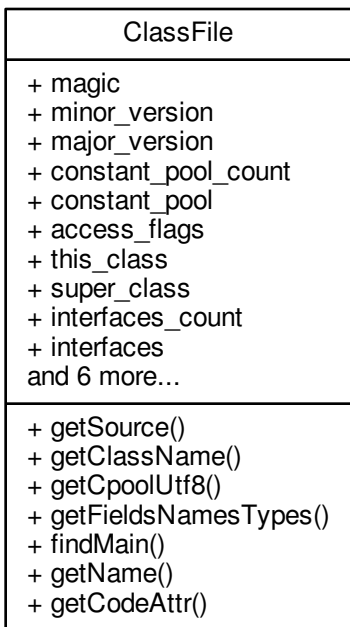 ClassFile
+ magic
+ minor_version
+ major_version
+ constant_pool_count
+ constant_pool
+ access_flags
+ this_class
+ super_class
+ interfaces_count
+ interfaces
and 6 more...
+ getSource()
+ getClassName()
+ getCpoolUtf8()
+ getFieldsNamesTypes()
+ findMain()
+ getName()
+ getCodeAttr()